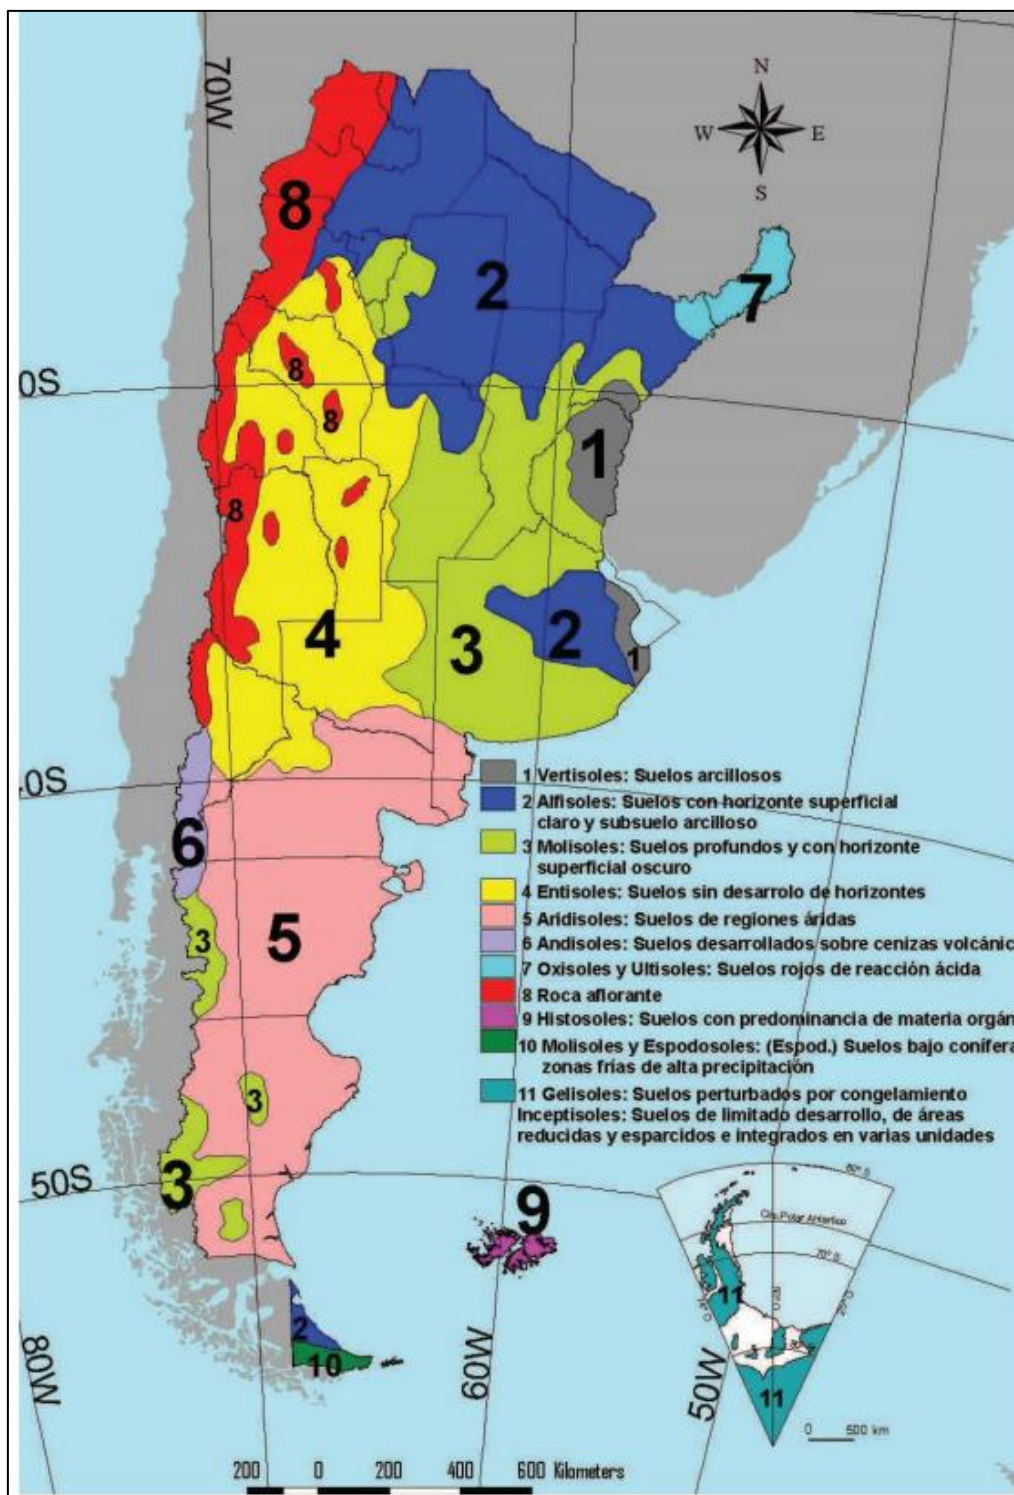 70W
N
W E
S
8
2
7
0S
8
8
1
8
4
3
2
1
0S
6
3
5
3
3
50S
9
2
10
80W
60W
50W
1 Vertisoles: Suelos arcillosos
2 Alfisoles: Suelos con horizonte superficial
claro y subsuelo arcilloso
3 Molisoles: Suelos profundos y con horizonte
superficial oscuro
4 Entisoles: Suelos sin desarrolo de horizontes
5 Aridisoles: Suelos de regiones áridas
6 Andisoles: Suelos desarrollados sobre cenizas volcánic
7 Oxisoles y Ultisoles: Suelos rojos de reacción ácida
8 Roca aflorante
9 Histosoles: Suelos con predominancia de materia orgán
10 Molisoles y Espodosoles: (Espod.) Suelos bajo conífera
zonas frías de alta precipitación
11 Gelisoles: Suelos perturbados por congelamiento
Inceptisoles: Suelos de limitado desarrollo, de áreas
reducidas y esparcidos e integrados en varias unidades
60° S
Circ. Polar Antártico
70° S
11
11
0 500 km
200 0 200 400 600 Kilometers